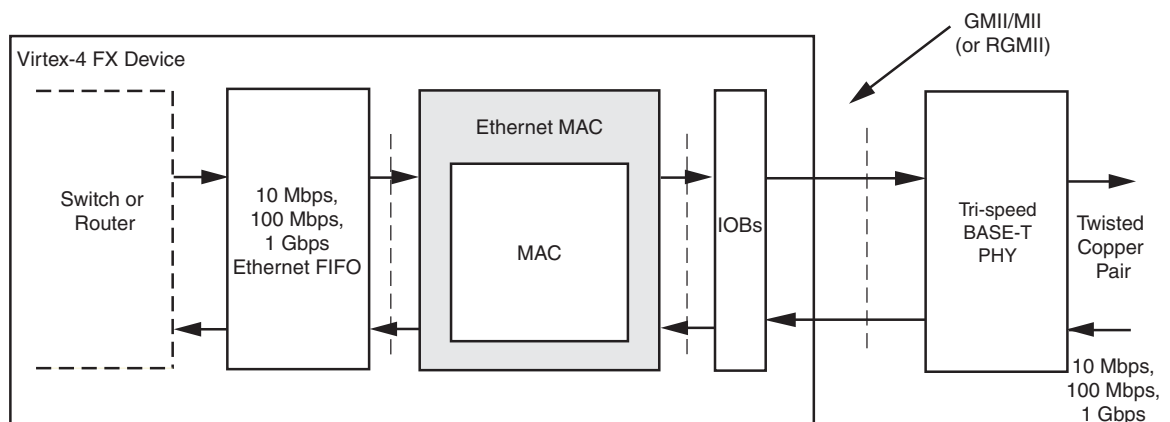 GMII/MII
(or RGMII)
Virtex-4 FX Device
Switch or
Router
10 Mbps,
100 Mbps,
1 Gbps
Ethernet FIFO
Ethernet MAC
MAC
IOBs
Tri-speed
BASE-T
PHY
Twisted
Copper
Pair
10 Mbps,
100 Mbps,
1 Gbps